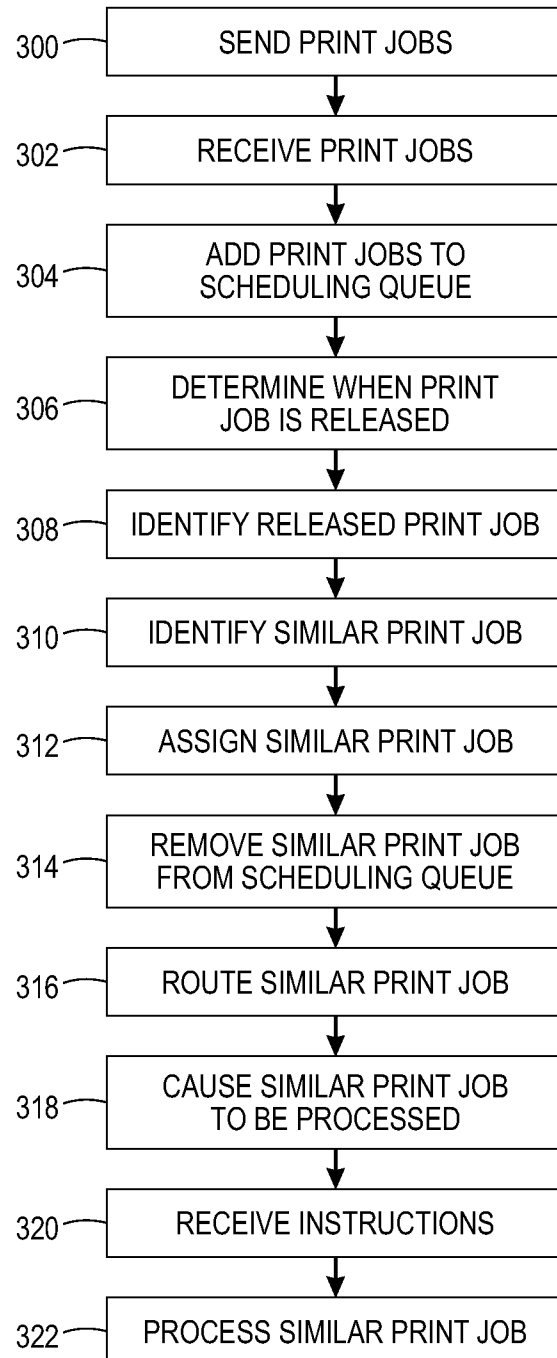 300 SEND PRINT JOBS
302 RECEIVE PRINT JOBS
304 ADD PRINT JOBS TO
SCHEDULING QUEUE
306 DETERMINE WHEN PRINT
JOB IS RELEASED
308 IDENTIFY RELEASED PRINT JOB
310 IDENTIFY SIMILAR PRINT JOB
312 ASSIGN SIMILAR PRINT JOB
314 REMOVE SIMILAR PRINT JOB
FROM SCHEDULING QUEUE
316 ROUTE SIMILAR PRINT JOB
318 CAUSE SIMILAR PRINT JOB
TO BE PROCESSED
320 RECEIVE INSTRUCTIONS
322 PROCESS SIMILAR PRINT JOB